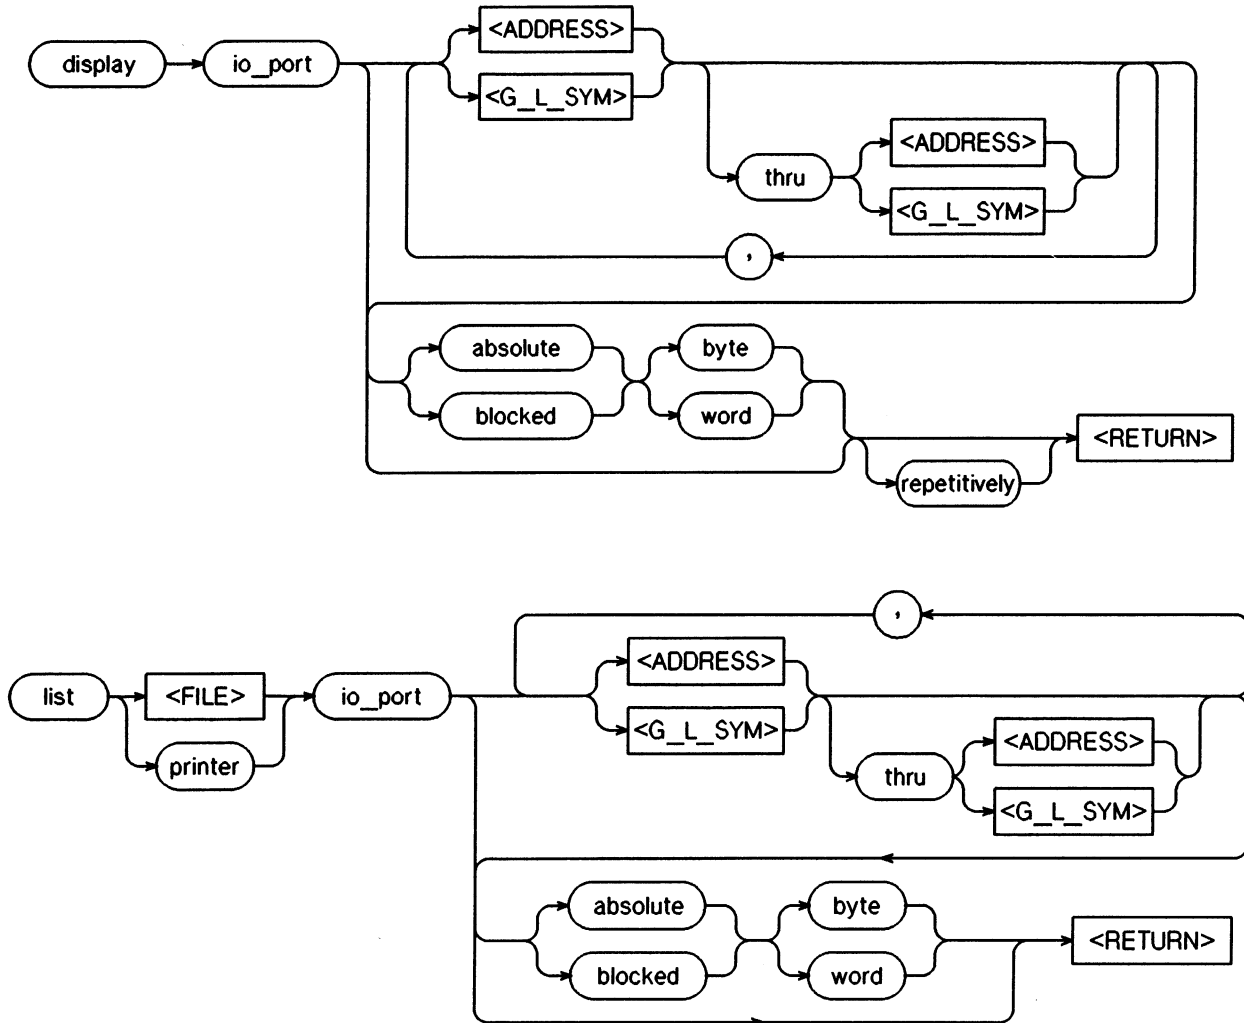 <ADDRESS>
display io_port
<G_L_SYM>
<ADDRESS>
thru
<G_L_SYM>
,
absolute byte
blocked word
<RETURN>
repetitively
,
<ADDRESS>
list <FILE> io_port
<G_L_SYM>
<ADDRESS>
printer thru
<G_L_SYM>
absolute byte
<RETURN>
blocked word